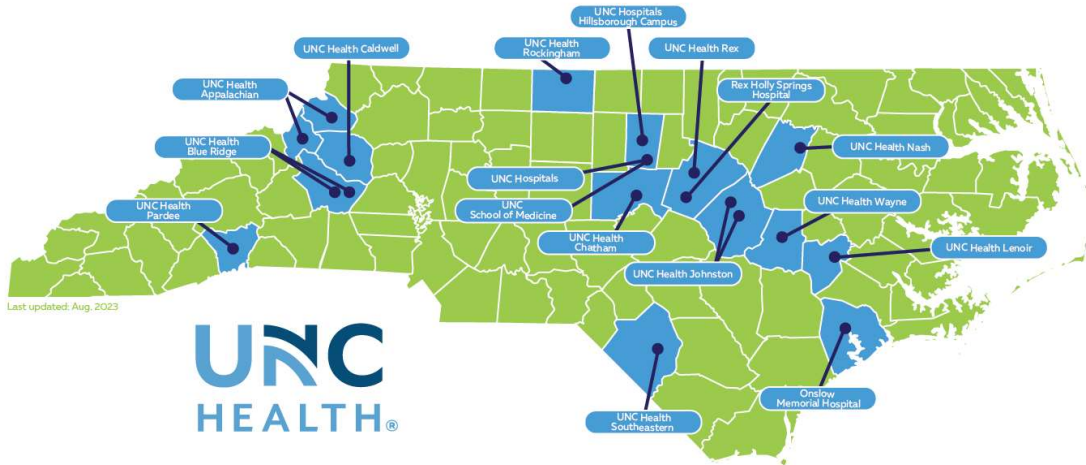 UNC Hospitals
Hillsborough Campus
UNC Health
Rockingham
UNC Health Rex
UNC Health Caldwell
UNC Health
Appalachian
Rex Holly Springs
Hospital
UNC Health
Blue Ridge
UNC Health Nash
UNC Hospitals
UNC Health
Pardee
UNC
School of Medicine
UNC Health Wayne
UNC Health
Chatham
UNC Health Lenoir
UNC Health Johnston
Last updated: Aug, 2023
UNC
HEALTH®
Onslow
Memorial Hospital
UNC Health
Southeastern